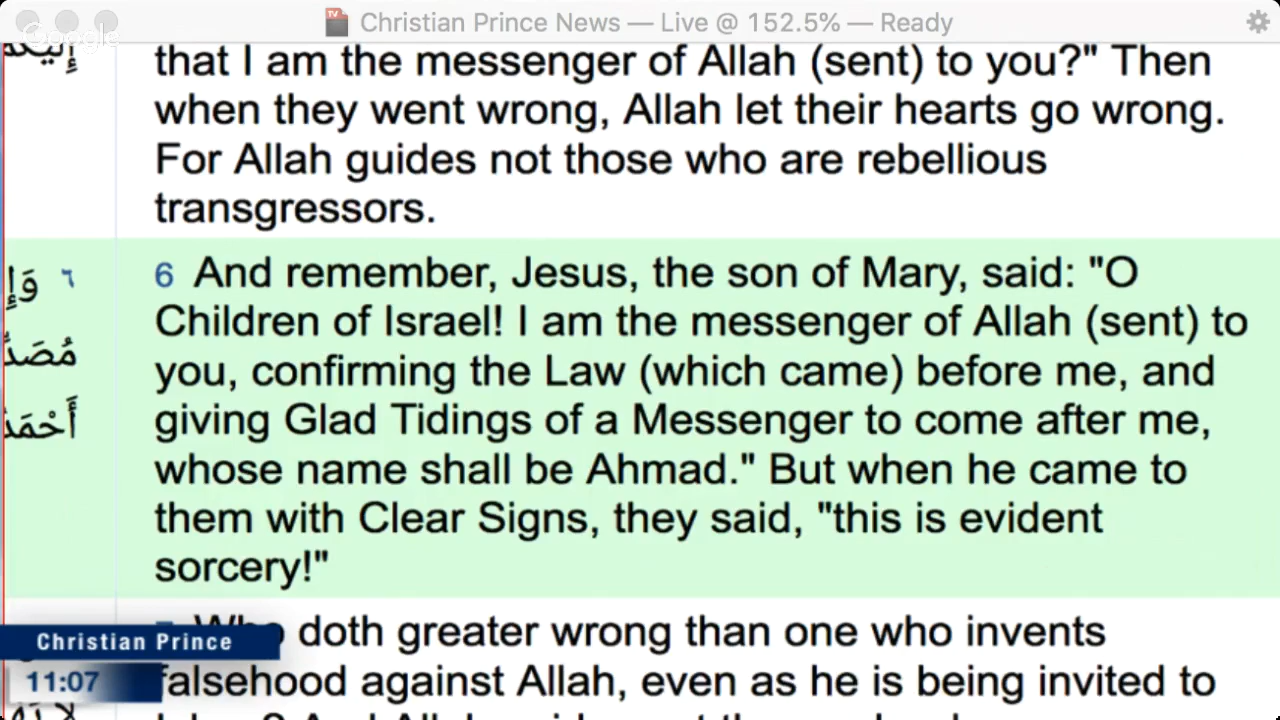 Christian Prince News — Live @ 152.5% — Ready
Google
that I am the messenger of Allah (sent) to you?" Then
when they went wrong, Allah let their hearts go wrong.
For Allah guides not those who are rebellious
transgressors.
6 And remember, Jesus, the son of Mary, said: "O
Children of Israel! I am the messenger of Allah (sent) to
you, confirming the Law (which came) before me, and
giving Glad Tidings of a Messenger to come after me,
whose name shall be Ahmad." But when he came to
them with Clear Signs, they said, "this is evident
sorcery!"
٦
doth greater wrong than one who invents
falsehood against Allah, even as he is being invited to
Christian Prince
11:07